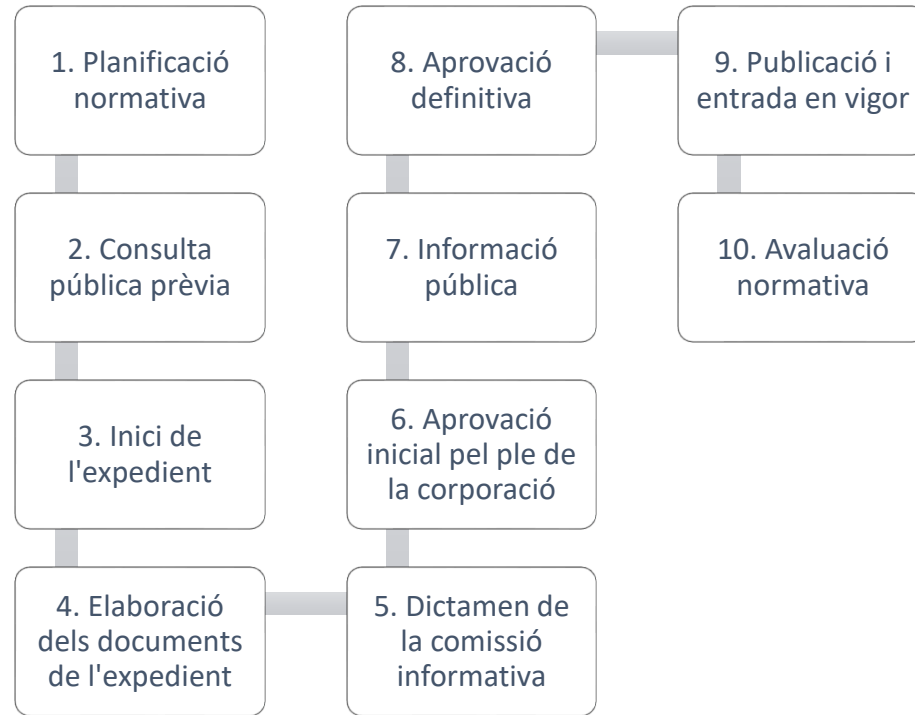 1. Planificació
normativa
2. Consulta
pública prèvia
3. Inici de
l'expedient
4. Elaboració
dels documents
de l'expedient
5. Dictamen de
la comissió
informativa
6. Aprovació
inicial pel ple de
la corporació
7. Informació
pública
8. Aprovació
definitiva
9. Publicació i
entrada en vigor
10. Avaluació
normativa